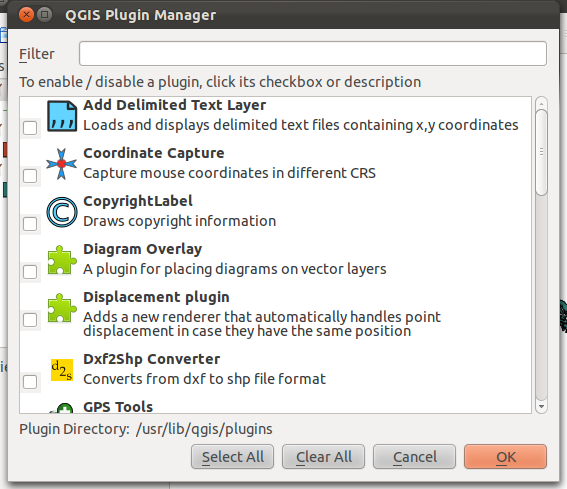 QGIS Plugin Manager
Filter
To enable / disable a plugin, click its checkbox or description
Add Delimited Text Layer
Loads and displays delimited text files containing x,y coordinates
Coordinate Capture
Capture mouse coordinates in different CRS
CopyrightLabel
Draws copyright information
Diagram Overlay
A plugin for placing diagrams on vector layers
Displacement plugin
Adds a new renderer that automatically handles point
displacement in case they have the same position
d2s
Dxf2Shp Converter
Converts from dxf to shp file format
GPS Tools
Plugin Directory: /usr/lib/qgis/plugins
Select All
Clear All
Cancel
OK